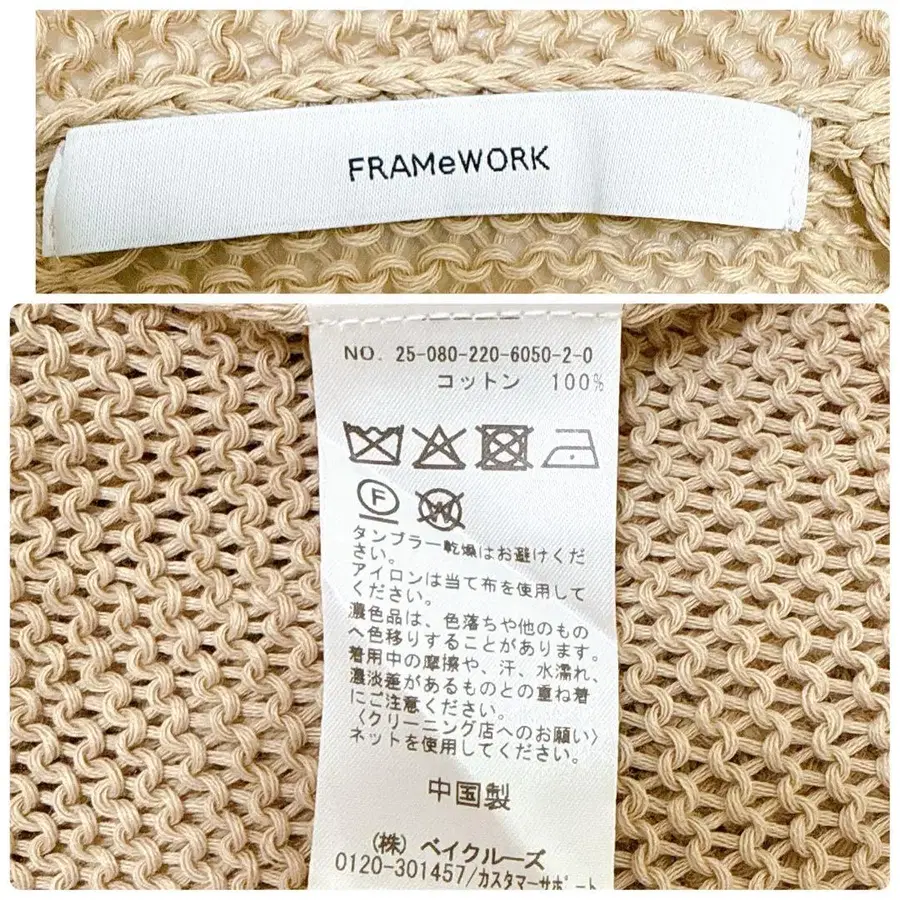 FRAMeWORK
NO. 25-080-220-6050-2-0
コットン 100%
F
W
タンブラー乾燥はお避けくだ
さい。
アイロンは当て布を使用して
ください。
濃色品は、色落ちや他のもの
へ色移りすることがあります。
着用中の摩擦や、汗、水濡れ、
濃淡差があるものとの重ね着
にご注意ください。
〈クリーニング店へのお願い〉
ネットを使用してください。
中国製
(株) ベイクルーズ
0120-301457/カスタマーサポート